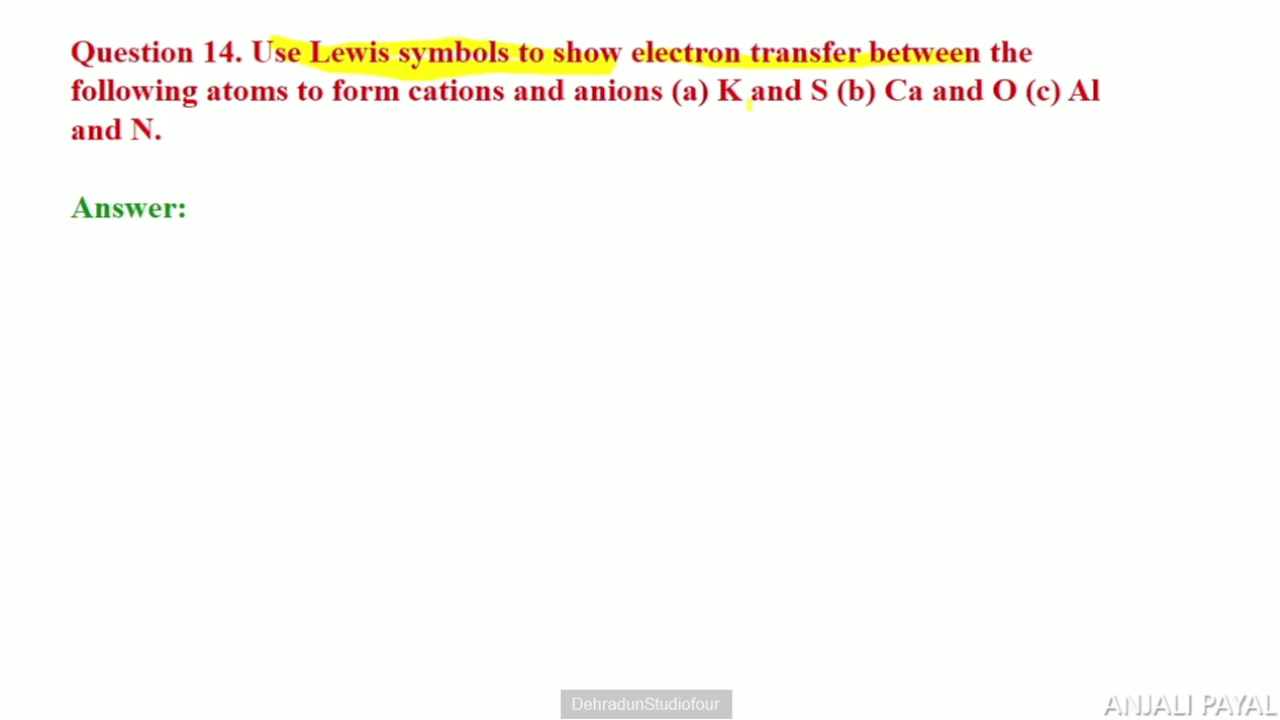 Question 14. Use Lewis symbols to show electron transfer between the
following atoms to form cations and anions (a) K and S (b) Ca and O (c) Al
and N.
Answer:
DehradunStudiofour
ANJALI PAYAL